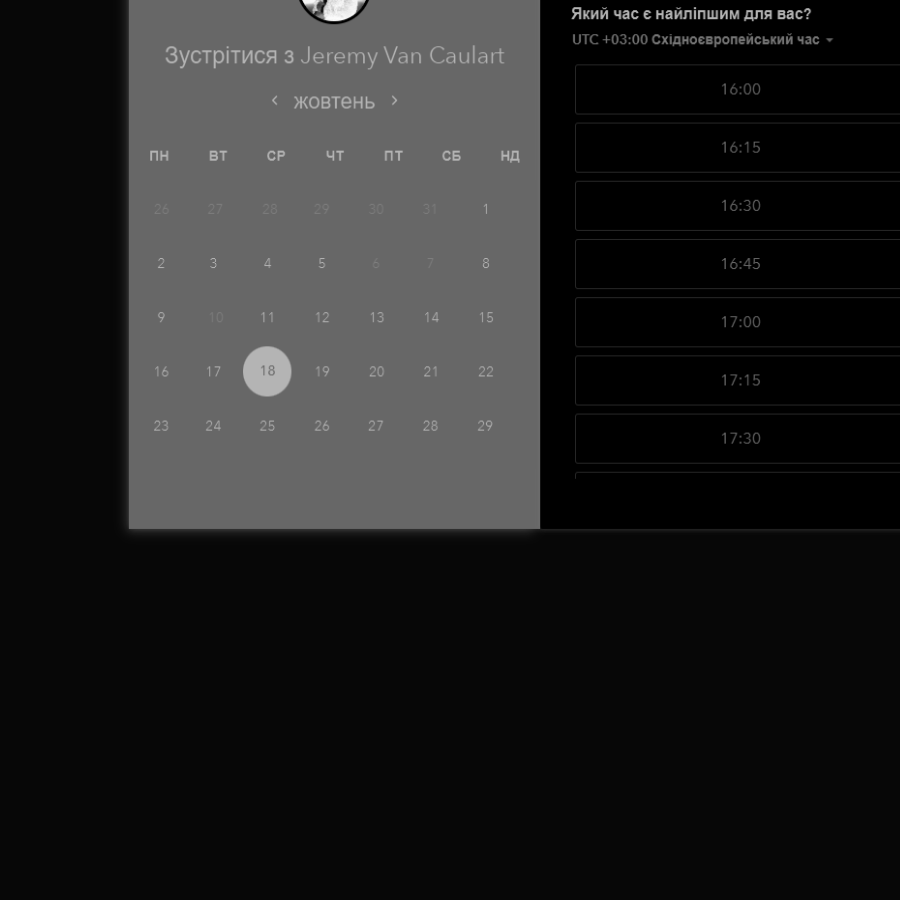 Зустрітися з Jeremy Van Caulart
жовтень
ПН ВТ СР ЧТ ПТ СБ НД
26 27 28 29 30 31 1
2 3 4 5 6 7 8
9 10 11 12 13 14 15
16 17 18 19 20 21 22
23 24 25 26 27 28 29
Який час є найліпшим для вас?
UTC +03:00 Східноєвропейський час
16:00
16:15
16:30
16:45
17:00
17:15
17:30